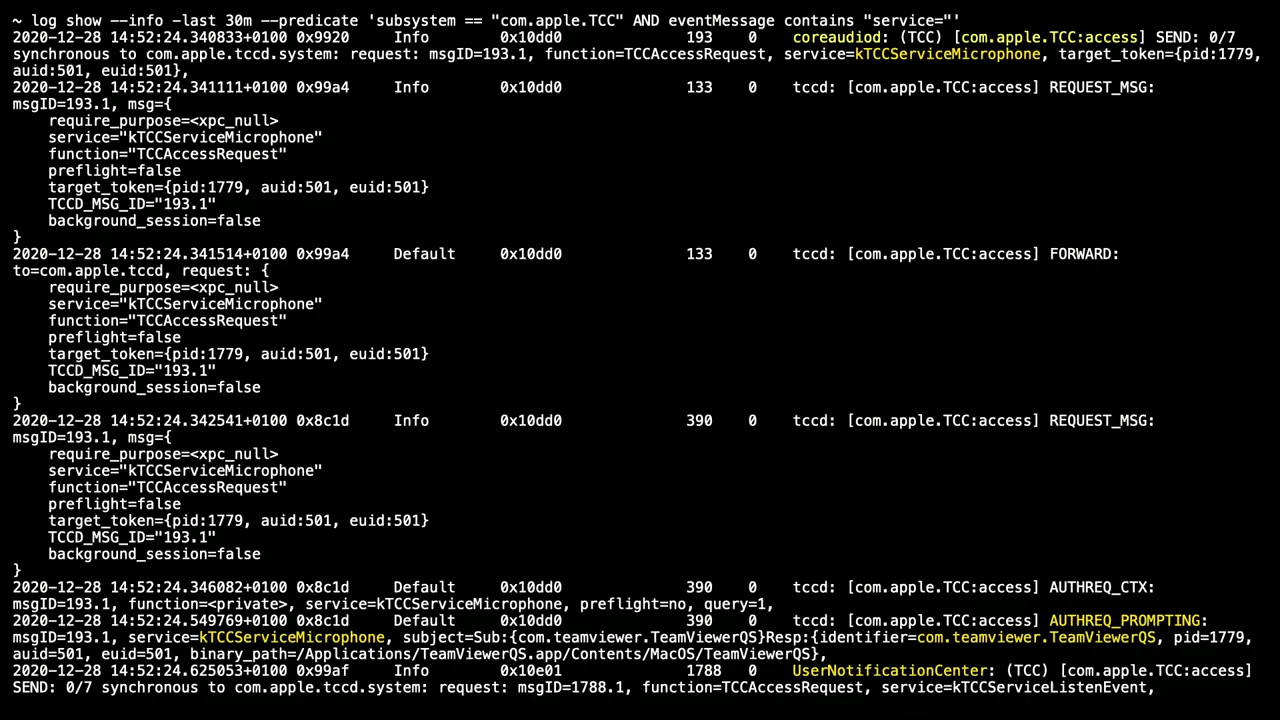 ~ log show --info -last 30m --predicate 'subsystem == "com.apple.TCC" AND eventMessage contains "service="'
2020-12-28 14:52:24.340833+0100 0x9920     Info        0x10dd0              193    0    coreaudiod: (TCC) [com.apple.TCC:access] SEND: 0/7
synchronous to com.apple.tccd.system: request: msgID=193.1, function=TCCAccessRequest, service=kTCCServiceMicrophone, target_token={pid:1779,
auid:501, euid:501},
2020-12-28 14:52:24.341111+0100 0x99a4     Info        0x10dd0              133    0    tccd: [com.apple.TCC:access] REQUEST_MSG:
msgID=193.1, msg={
    require_purpose=<xpc_null>
    service="kTCCServiceMicrophone"
    function="TCCAccessRequest"
    preflight=false
    target_token={pid:1779, auid:501, euid:501}
    TCCD_MSG_ID="193.1"
    background_session=false
}
2020-12-28 14:52:24.341514+0100 0x99a4     Default     0x10dd0              133    0    tccd: [com.apple.TCC:access] FORWARD:
to=com.apple.tccd, request: {
    require_purpose=<xpc_null>
    service="kTCCServiceMicrophone"
    function="TCCAccessRequest"
    preflight=false
    target_token={pid:1779, auid:501, euid:501}
    TCCD_MSG_ID="193.1"
    background_session=false
}
2020-12-28 14:52:24.342541+0100 0x8c1d     Info        0x10dd0              390    0    tccd: [com.apple.TCC:access] REQUEST_MSG:
msgID=193.1, msg={
    require_purpose=<xpc_null>
    service="kTCCServiceMicrophone"
    function="TCCAccessRequest"
    preflight=false
    target_token={pid:1779, auid:501, euid:501}
    TCCD_MSG_ID="193.1"
    background_session=false
}
2020-12-28 14:52:24.346082+0100 0x8c1d     Default     0x10dd0              390    0    tccd: [com.apple.TCC:access] AUTHREQ_CTX:
msgID=193.1, function=<private>, service=kTCCServiceMicrophone, preflight=no, query=1,
2020-12-28 14:52:24.549769+0100 0x8c1d     Default     0x10dd0              390    0    tccd: [com.apple.TCC:access] AUTHREQ_PROMPTING:
msgID=193.1, service=kTCCServiceMicrophone, subject=Sub:{com.teamviewer.TeamViewerQS}Resp:{identifier=com.teamviewer.TeamViewerQS, pid=1779,
auid=501, euid=501, binary_path=/Applications/TeamViewerQS.app/Contents/MacOS/TeamViewerQS},
2020-12-28 14:52:24.625053+0100 0x99af     Info        0x10e01              1788   0    UserNotificationCenter: (TCC) [com.apple.TCC:access]
SEND: 0/7 synchronous to com.apple.tccd.system: request: msgID=1788.1, function=TCCAccessRequest, service=kTCCServiceListenEvent,